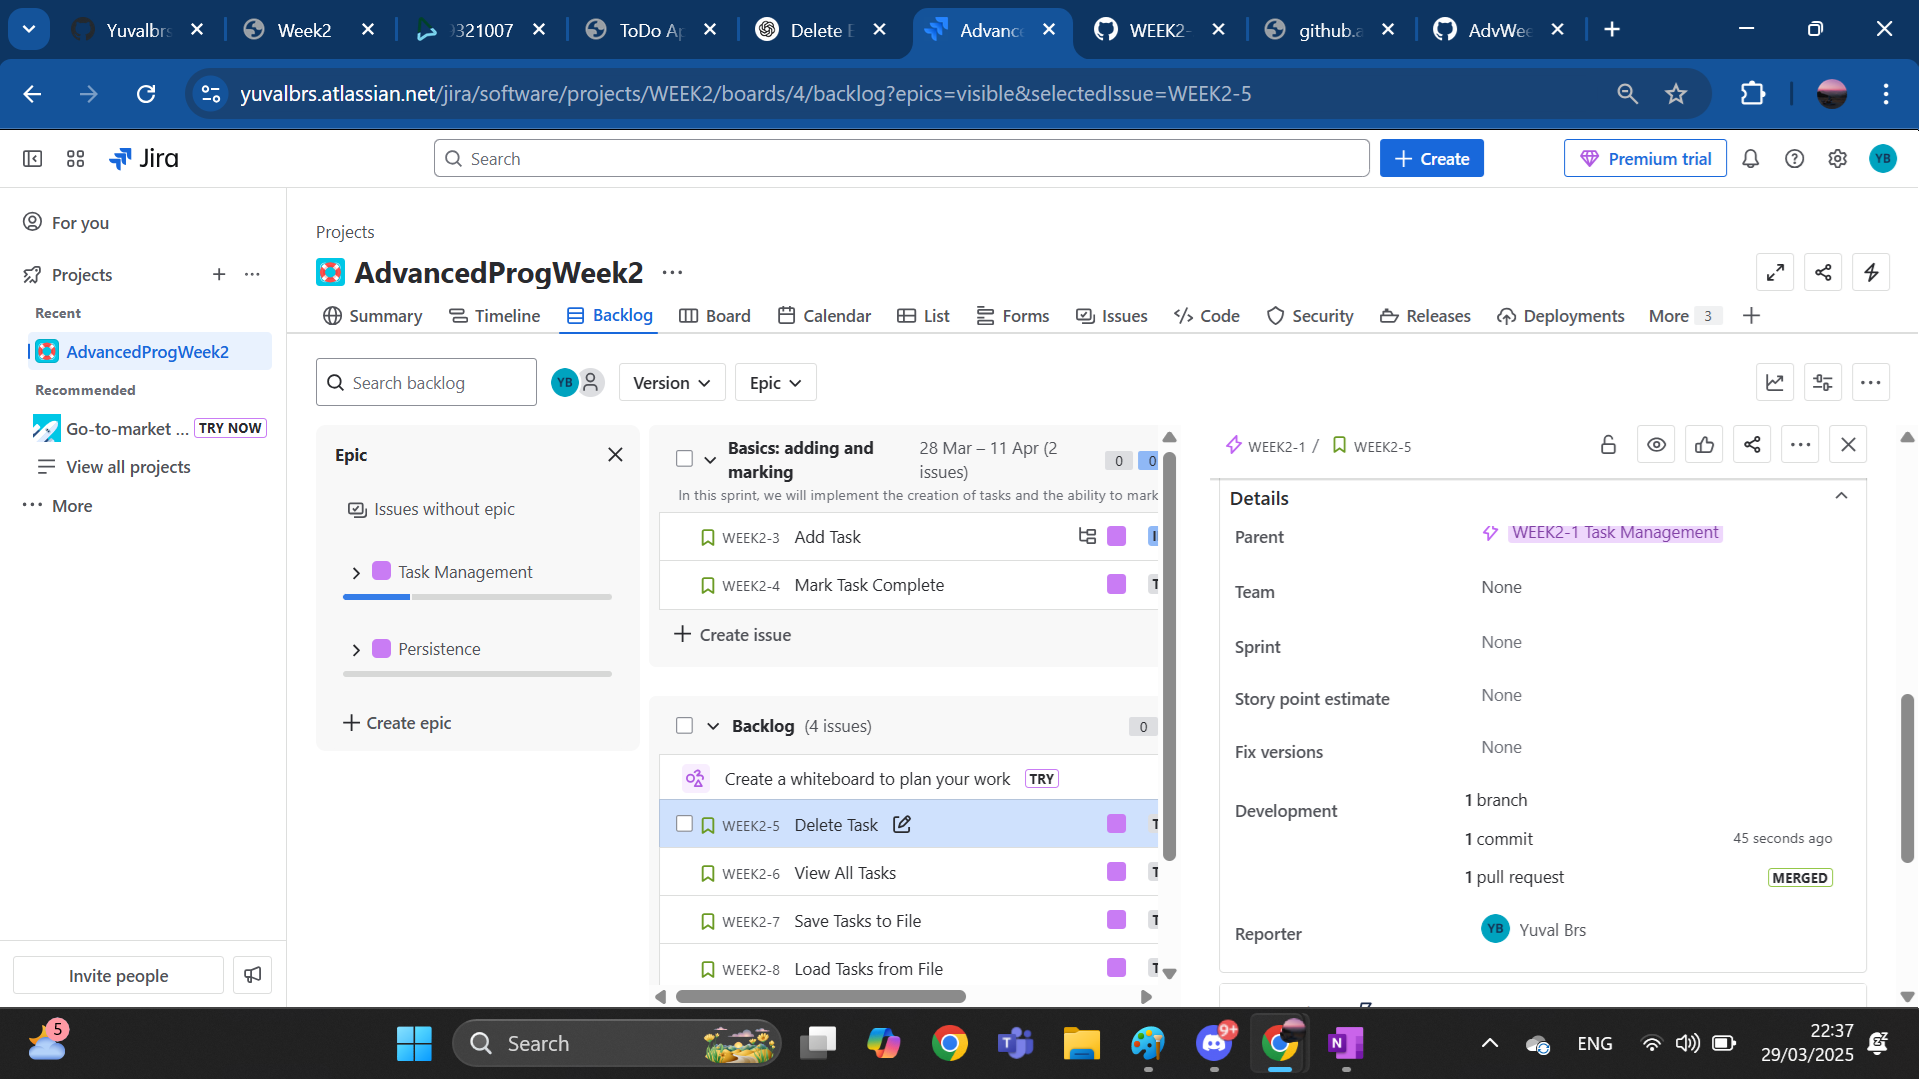 Yuvalbrs
Week2
0321007
ToDo Ap
Delete E
Advanc
WEEK2-
github.a
AdvWee
yuvalbrs.atlassian.net/jira/software/projects/WEEK2/boards/4/backlog?epics=visible&selectedIssue=WEEK2-5
Jira
Search
Create
Premium trial
YB
For you
Projects
Recent
AdvancedProgWeek2
Recommended
Go-to-market ...
TRY NOW
View all projects
More
Invite people
Projects
AdvancedProgWeek2
Summary
Timeline
Backlog
Board
Calendar
List
Forms
Issues
Code
Security
Releases
Deployments
More 3
Search backlog
YB
Version
Epic
Epic
Issues without epic
Task Management
Persistence
Create epic
Basics: adding and marking
28 Mar – 11 Apr (2 issues)
0
0
In this sprint, we will implement the creation of tasks and the ability to mark
WEEK2-3 Add Task
WEEK2-4 Mark Task Complete
T
Create issue
Backlog (4 issues)
0
Create a whiteboard to plan your work TRY
WEEK2-5 Delete Task
T
WEEK2-6 View All Tasks
T
WEEK2-7 Save Tasks to File
T
WEEK2-8 Load Tasks from File
T
WEEK2-1 / WEEK2-5
Details
Parent
WEEK2-1 Task Management
Team
None
Sprint
None
Story point estimate
None
Fix versions
None
Development
1 branch
1 commit
45 seconds ago
1 pull request
MERGED
Reporter
YB Yuval Brs
5
Search
9+
ENG
22:37
29/03/2025